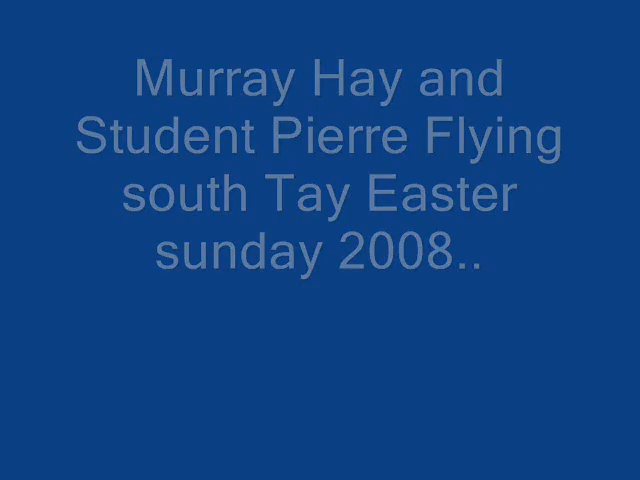 Murray Hay and
Student Pierre Flying
south Tay Easter
sunday 2008..